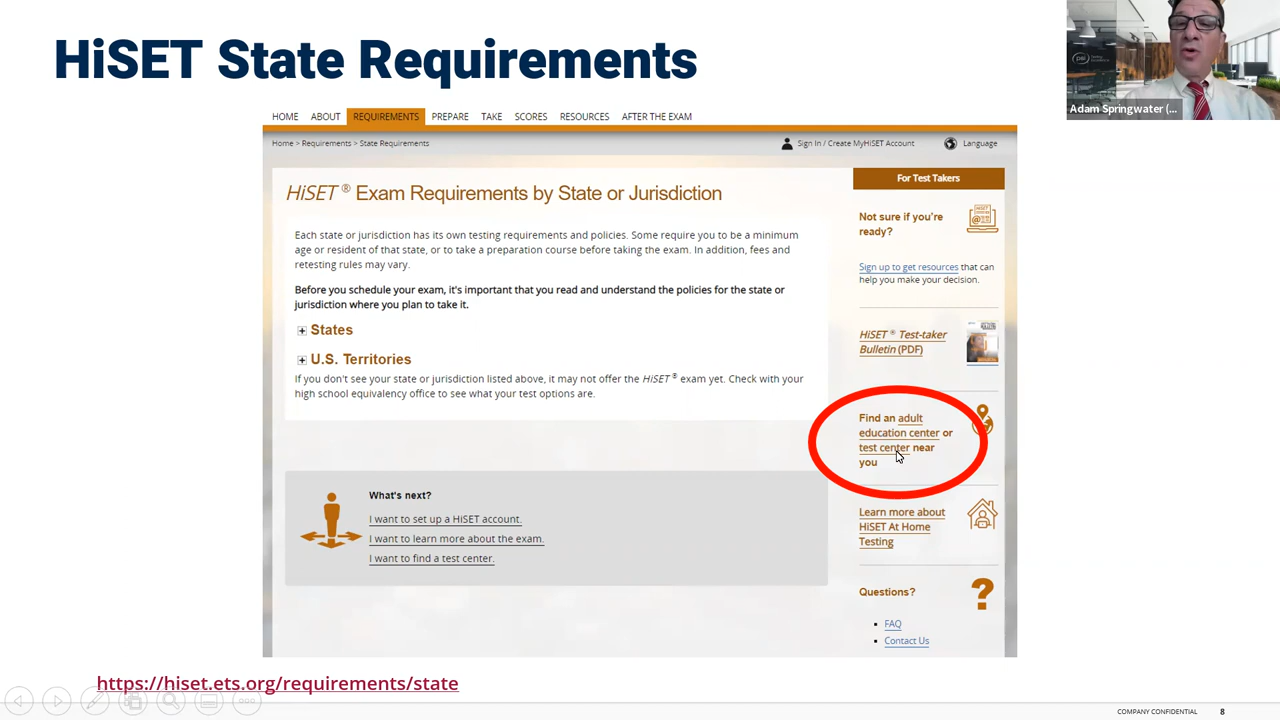 HiSET State Requirements
psi
Adam Springwater (...
HOME ABOUT REQUIREMENTS PREPARE TAKE SCORES RESOURCES AFTER THE EXAM
Home > Requirements > State Requirements
Sign In / Create MyHiSET Account
Language
HiSET ® Exam Requirements by State or Jurisdiction
Each state or jurisdiction has its own testing requirements and policies. Some require you to be a minimum
age or resident of that state, or to take a preparation course before taking the exam. In addition, fees and
retesting rules may vary.
Before you schedule your exam, it's important that you read and understand the policies for the state or
jurisdiction where you plan to take it.
+ States
+ U.S. Territories
If you don't see your state or jurisdiction listed above, it may not offer the HiSET ® exam yet. Check with your
high school equivalency office to see what your test options are.
What's next?
I want to set up a HiSET account.
I want to learn more about the exam.
I want to find a test center.
For Test Takers
Not sure if you're
ready?
Sign up to get resources that can
help you make your decision.
HiSET ® Test-taker
Bulletin (PDF)
Find an adult
education center or
test center near
you
Learn more about
HiSET At Home
Testing
Questions?
?
▪ FAQ
▪ Contact Us
https://hiset.ets.org/requirements/state
COMPANY CONFIDENTIAL 8